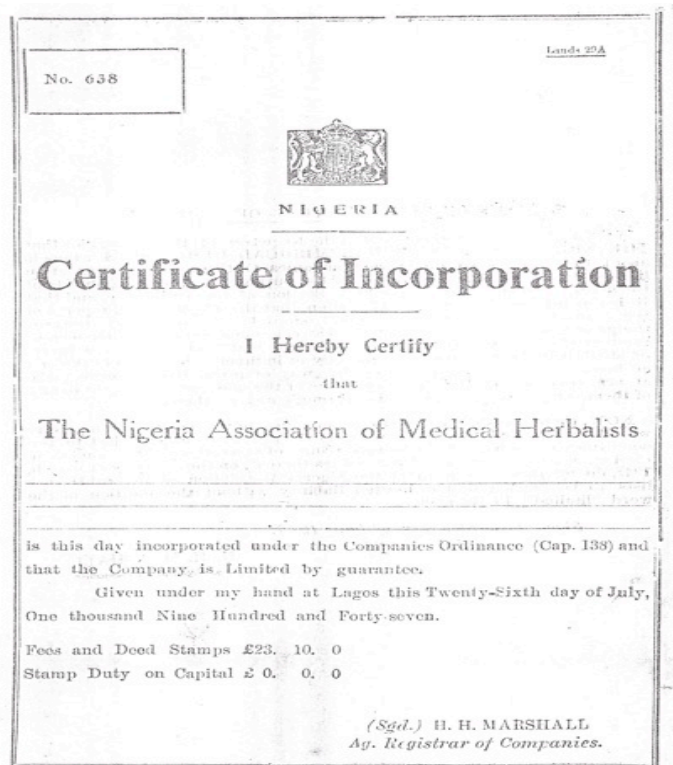 Lands 29A
No. 638
NIGERIA
Certificate of Incorporation
I Hereby Certify
that
The Nigeria Association of Medical Herbalists
is this day incorporated under the Companies Ordinance (Cap. 138) and
that the Company is Limited by guarantee.
Given under my hand at Lagos this Twenty-Sixth day of July,
One thousand Nine Hundred and Forty-seven.
Fees and Deed Stamps £23. 10. 0
Stamp Duty on Capital £ 0. 0. 0
(Sgd.) H. H. MARSHALL
Ag. Registrar of Companies.